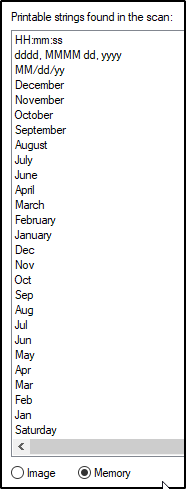 Printable strings found in the scan:
HH:mm:ss
dddd, MMMM dd, yyyy
MM/dd/yy
December
November
October
September
August
July
June
April
March
February
January
Dec
Nov
Oct
Sep
Aug
Jul
Jun
May
Apr
Mar
Feb
Jan
Saturday
Image Memory